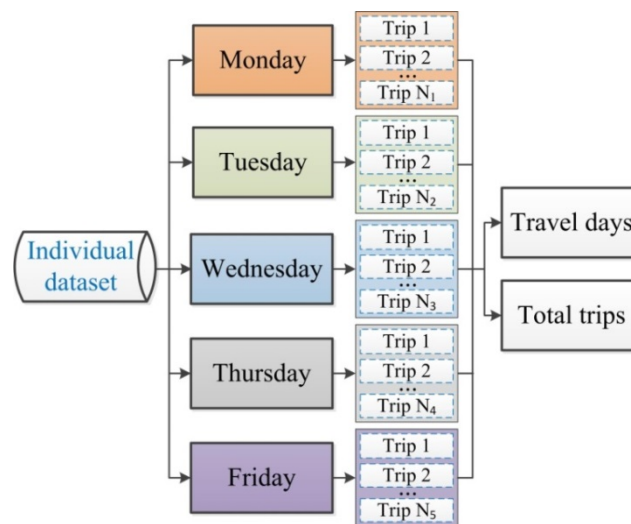 Individual
dataset
Monday
Trip 1
Trip 2
...
Trip N₁
Tuesday
Trip 1
Trip 2
...
Trip N₂
Wednesday
Trip 1
Trip 2
...
Trip N₃
Thursday
Trip 1
Trip 2
...
Trip N₄
Friday
Trip 1
Trip 2
...
Trip N₅
Travel days
Total trips